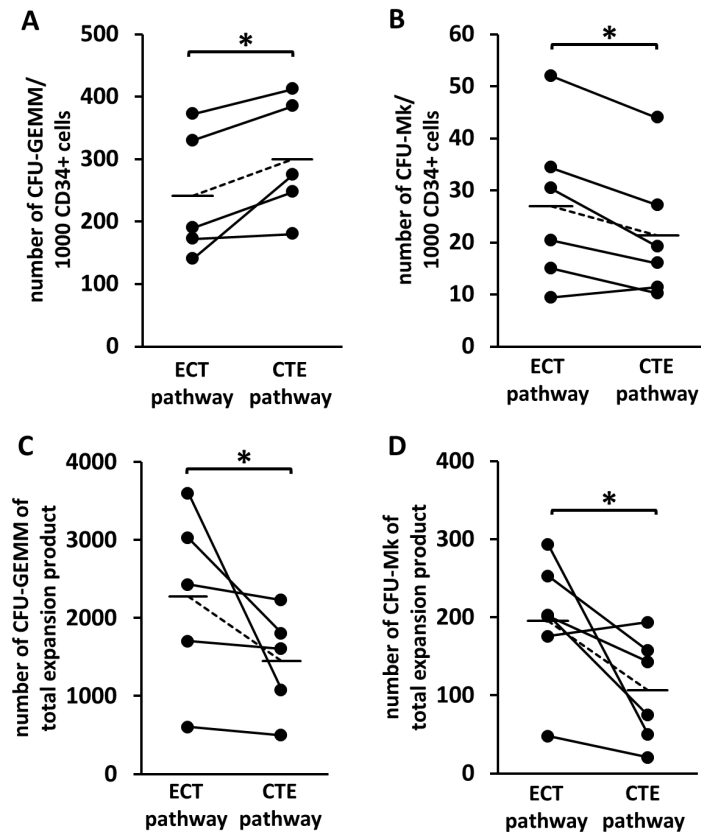 A
number of CFU-GEMM/
1000 CD34+ cells
500
400
300
200
100
0
*
ECT
pathway
CTE
pathway
B
number of CFU-Mk/
1000 CD34+ cells
60
50
40
30
20
10
0
*
ECT
pathway
CTE
pathway
C
number of CFU-GEMM of
total expansion product
4000
3000
2000
1000
0
*
ECT
pathway
CTE
pathway
D
number of CFU-Mk of
total expansion product
400
300
200
100
0
*
ECT
pathway
CTE
pathway